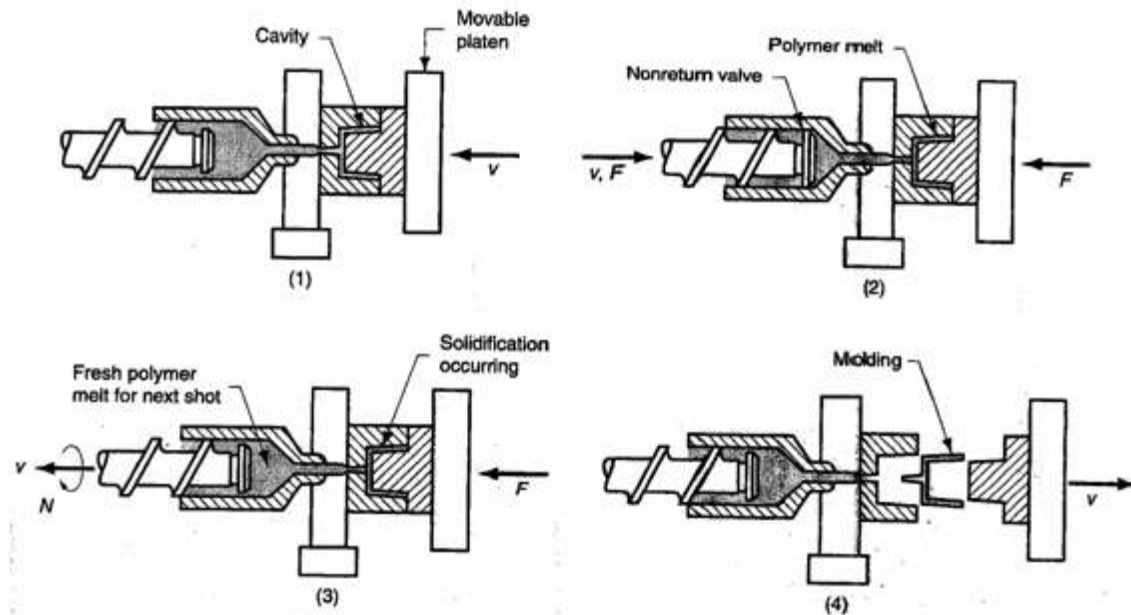 Cavity
Movable
platen
v
(1)
Polymer melt
Nonreturn valve
v, F
F
(2)
Solidification
occurring
Fresh polymer
melt for next shot
v
N
F
(3)
Molding
v
(4)